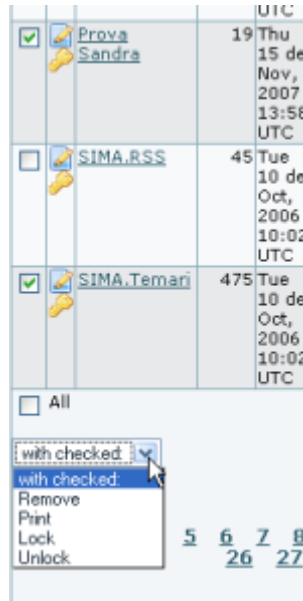 UTC
Prova 19 Thu
Sandra 15 de
Nov,
2007
13:58
UTC
SIMA.RSS 45 Tue
10 de
Oct,
2006
10:02
UTC
SIMA.Temari 475 Tue
10 de
Oct,
2006
10:02
UTC
All
with checked:
with checked:
Remove
Print
Lock
Unlock
5 6 7 8
26 27